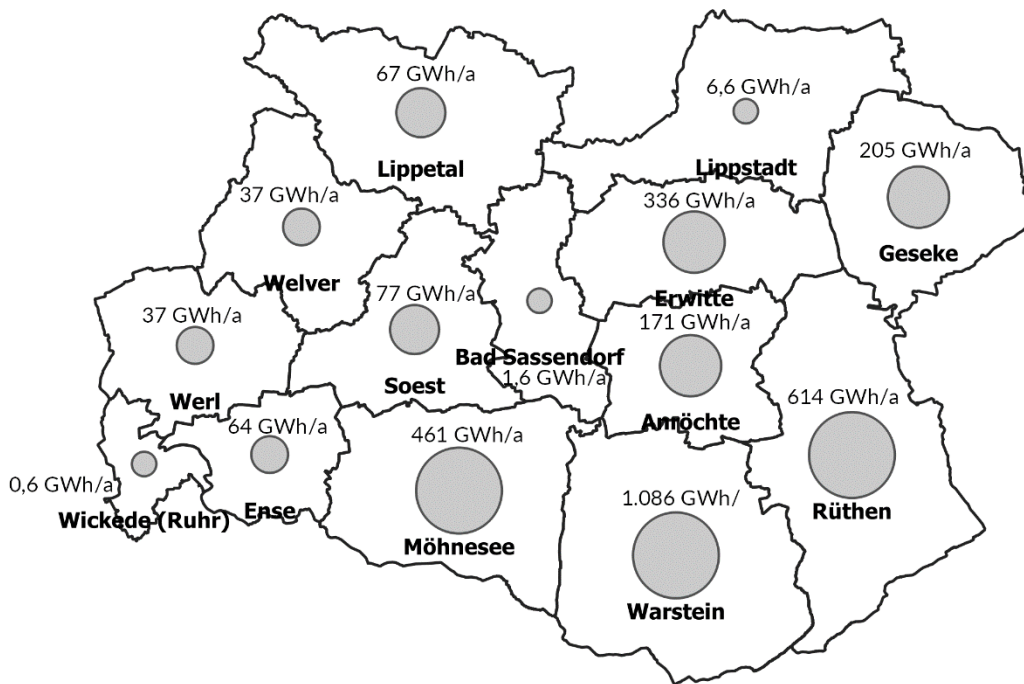 67 GWh/a
Lippetal
6,6 GWh/a
Lippstadt
205 GWh/a
Geseke
37 GWh/a
Welver
336 GWh/a
Erwitte
77 GWh/a
Soest
Bad Sassendorf
1,6 GWh/a
37 GWh/a
Werl
171 GWh/a
Anröchte
614 GWh/a
Rüthen
0,6 GWh/a
Wickede (Ruhr)
64 GWh/a
Ense
461 GWh/a
Möhnesee
1.086 GWh/
Warstein